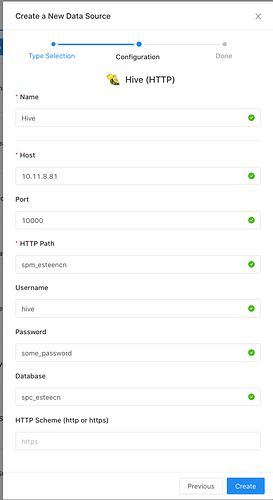 Create a New Data Source
Type Selection
Configuration
Done
Hive (HTTP)
* Name
Hive
* Host
10.11.8.81
Port
10000
* HTTP Path
spm_esteencn
Username
hive
Password
some_password
Database
spc_esteecn
HTTP Scheme (http or https)
https
Previous
Create